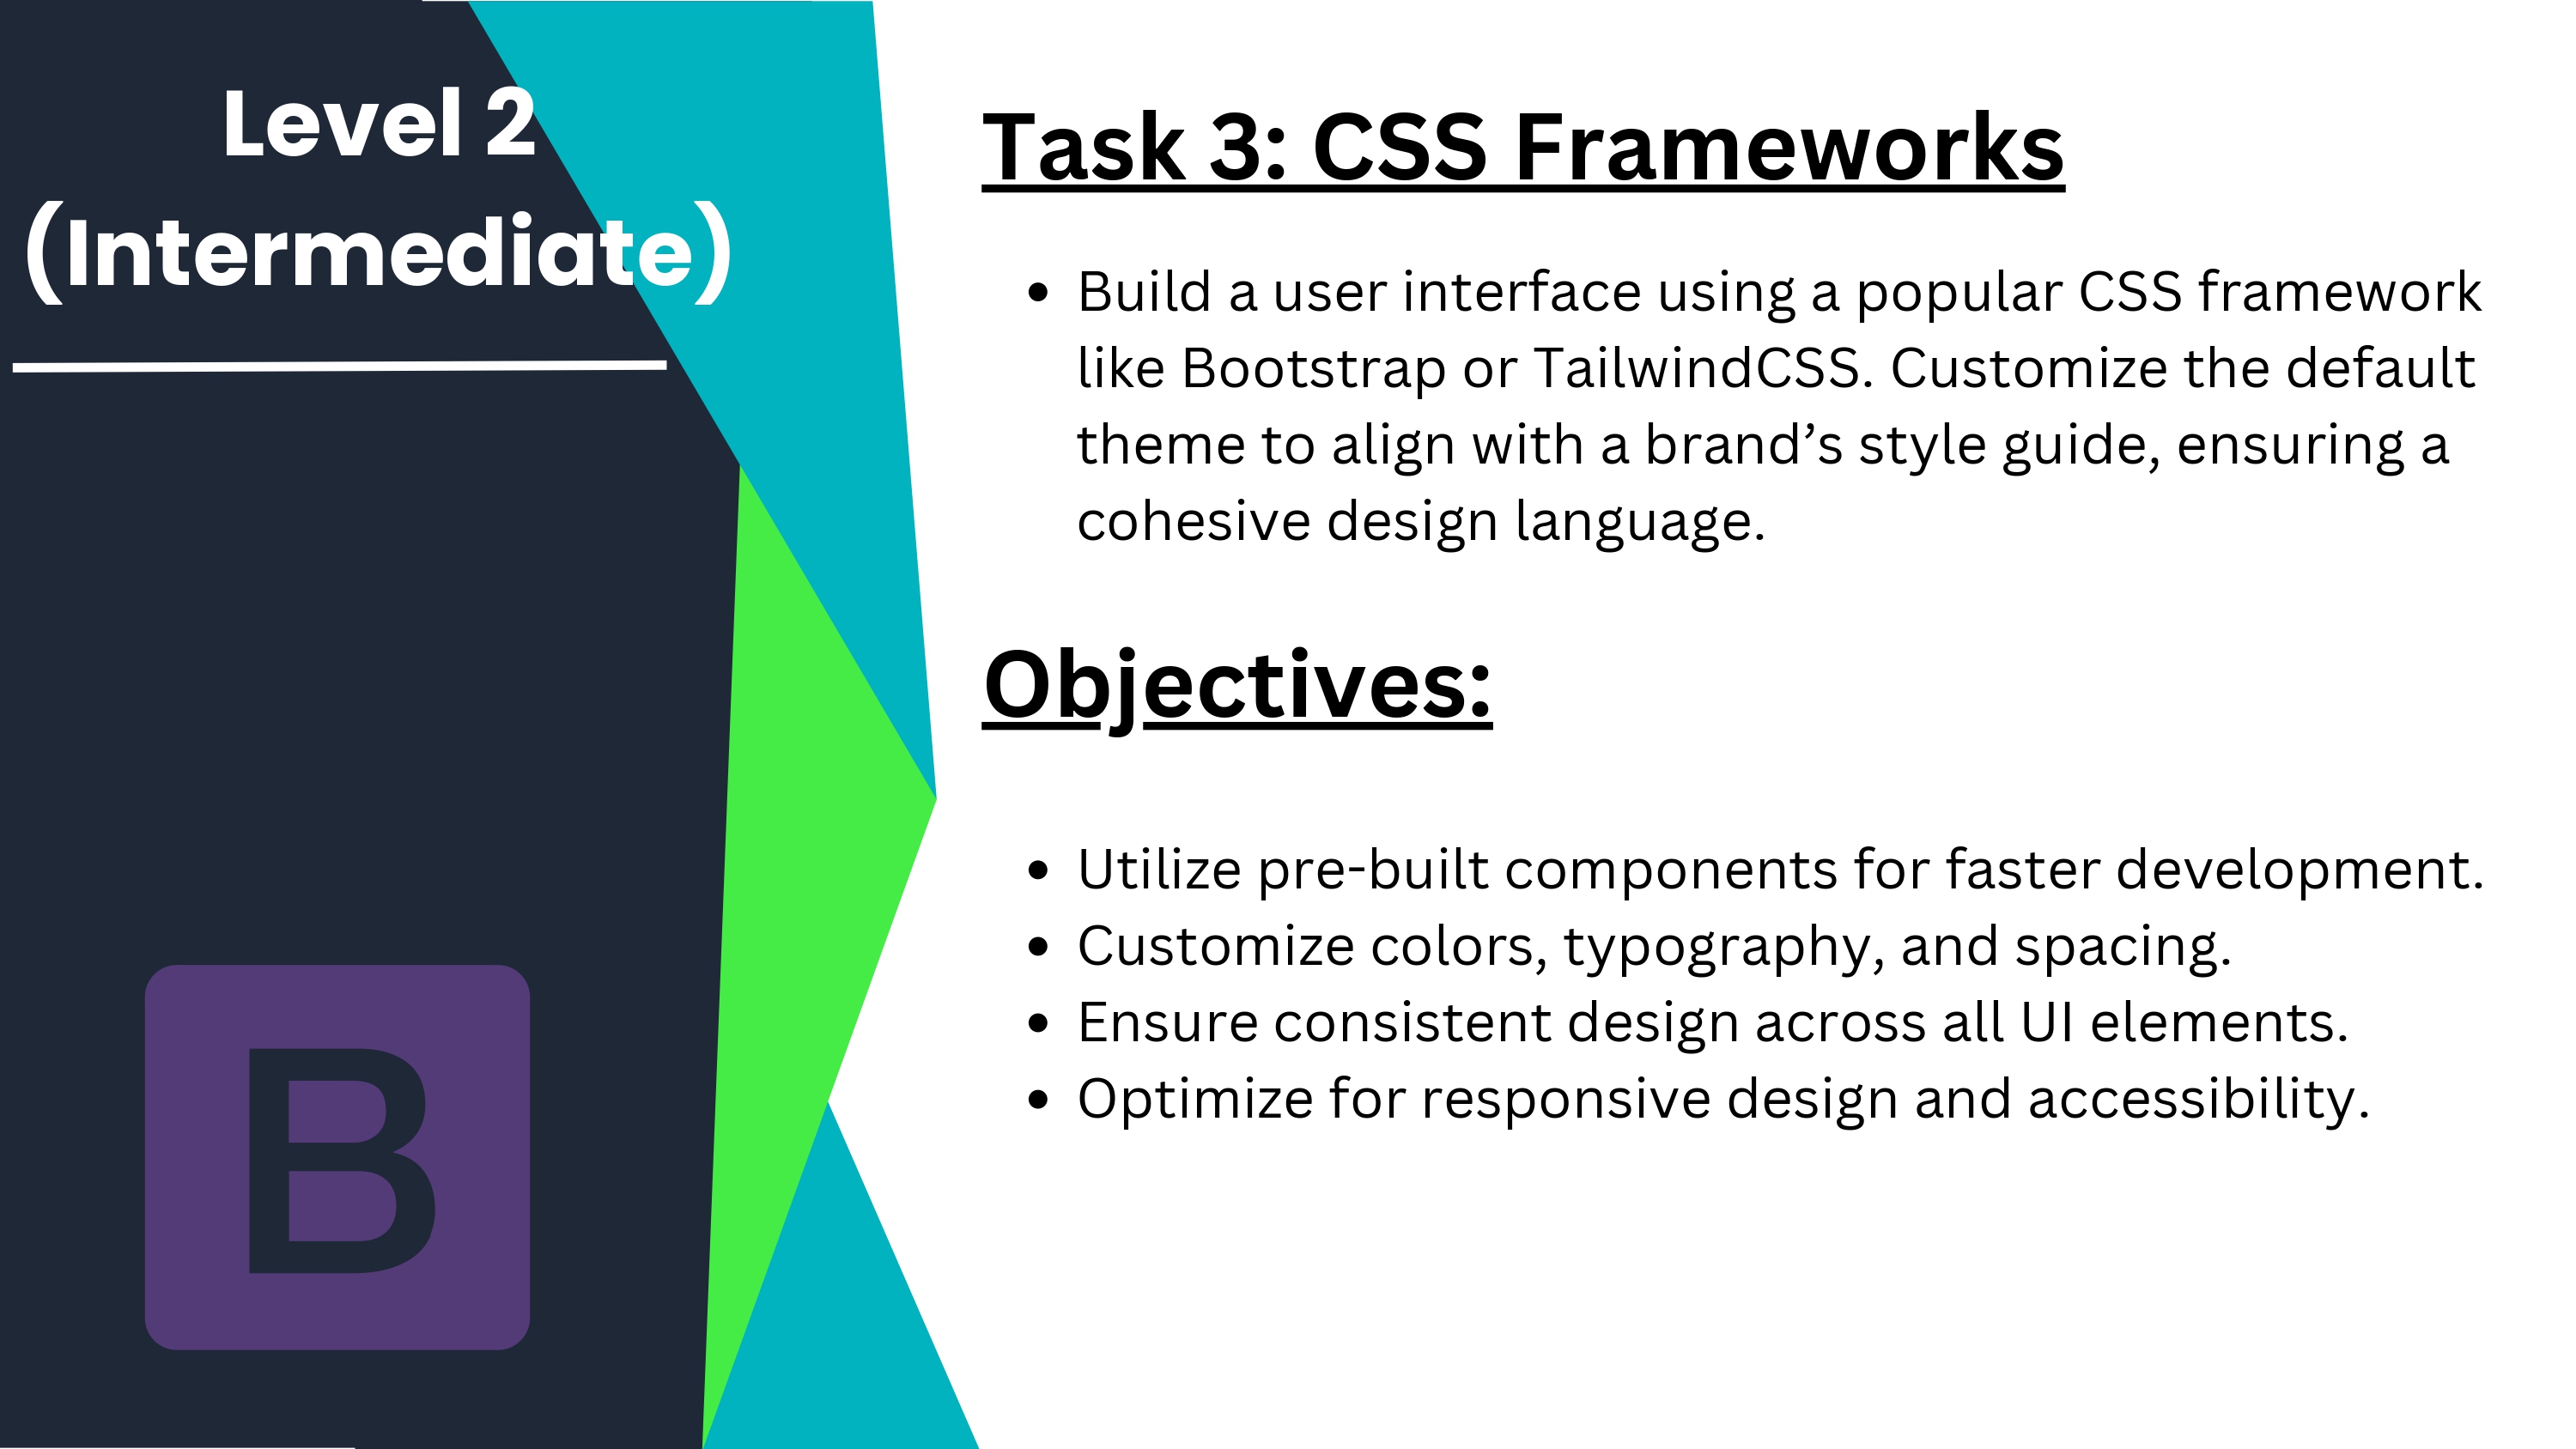 Level 2
(Intermediate)
Task 3: CSS Frameworks
• Build a user interface using a popular CSS framework
like Bootstrap or TailwindCSS. Customize the default
theme to align with a brand’s style guide, ensuring a
cohesive design language.
Objectives:
• Utilize pre-built components for faster development.
• Customize colors, typography, and spacing.
• Ensure consistent design across all UI elements.
• Optimize for responsive design and accessibility.
B